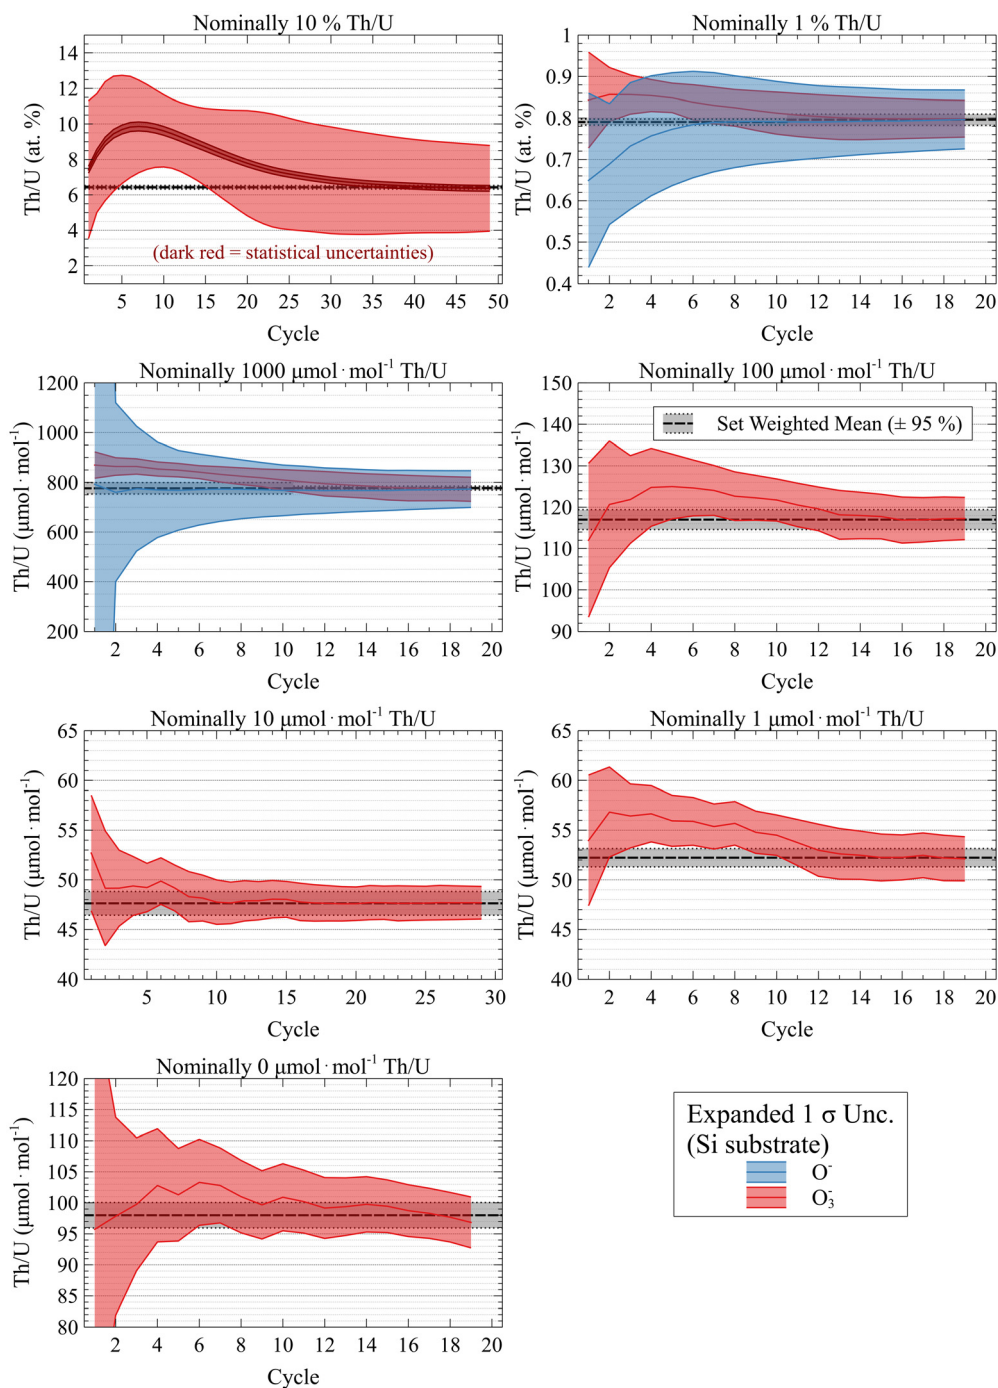 Nominally 10 % Th/U
Th/U (at. %)
14
12
10
8
6
4
2
(dark red = statistical uncertainties)
5 10 15 20 25 30 35 40 45 50
Cycle
Nominally 1 % Th/U
Th/U (at. %)
1
0.9
0.8
0.7
0.6
0.5
0.4
2 4 6 8 10 12 14 16 18 20
Cycle
Nominally 1000 μmol·mol⁻¹ Th/U
Th/U (μmol·mol⁻¹)
1200
1000
800
600
400
200
2 4 6 8 10 12 14 16 18 20
Cycle
Nominally 100 μmol·mol⁻¹ Th/U
Th/U (μmol·mol⁻¹)
150
140
130
120
110
100
90
Set Weighted Mean (± 95 %)
2 4 6 8 10 12 14 16 18 20
Cycle
Nominally 10 μmol·mol⁻¹ Th/U
Th/U (μmol·mol⁻¹)
65
60
55
50
45
40
5 10 15 20 25 30
Cycle
Nominally 1 μmol·mol⁻¹ Th/U
Th/U (μmol·mol⁻¹)
65
60
55
50
45
40
2 4 6 8 10 12 14 16 18 20
Cycle
Nominally 0 μmol·mol⁻¹ Th/U
Th/U (μmol·mol⁻¹)
120
115
110
105
100
95
90
85
80
2 4 6 8 10 12 14 16 18 20
Cycle
Expanded 1 σ Unc.
(Si substrate)
O⁻
O₃⁻